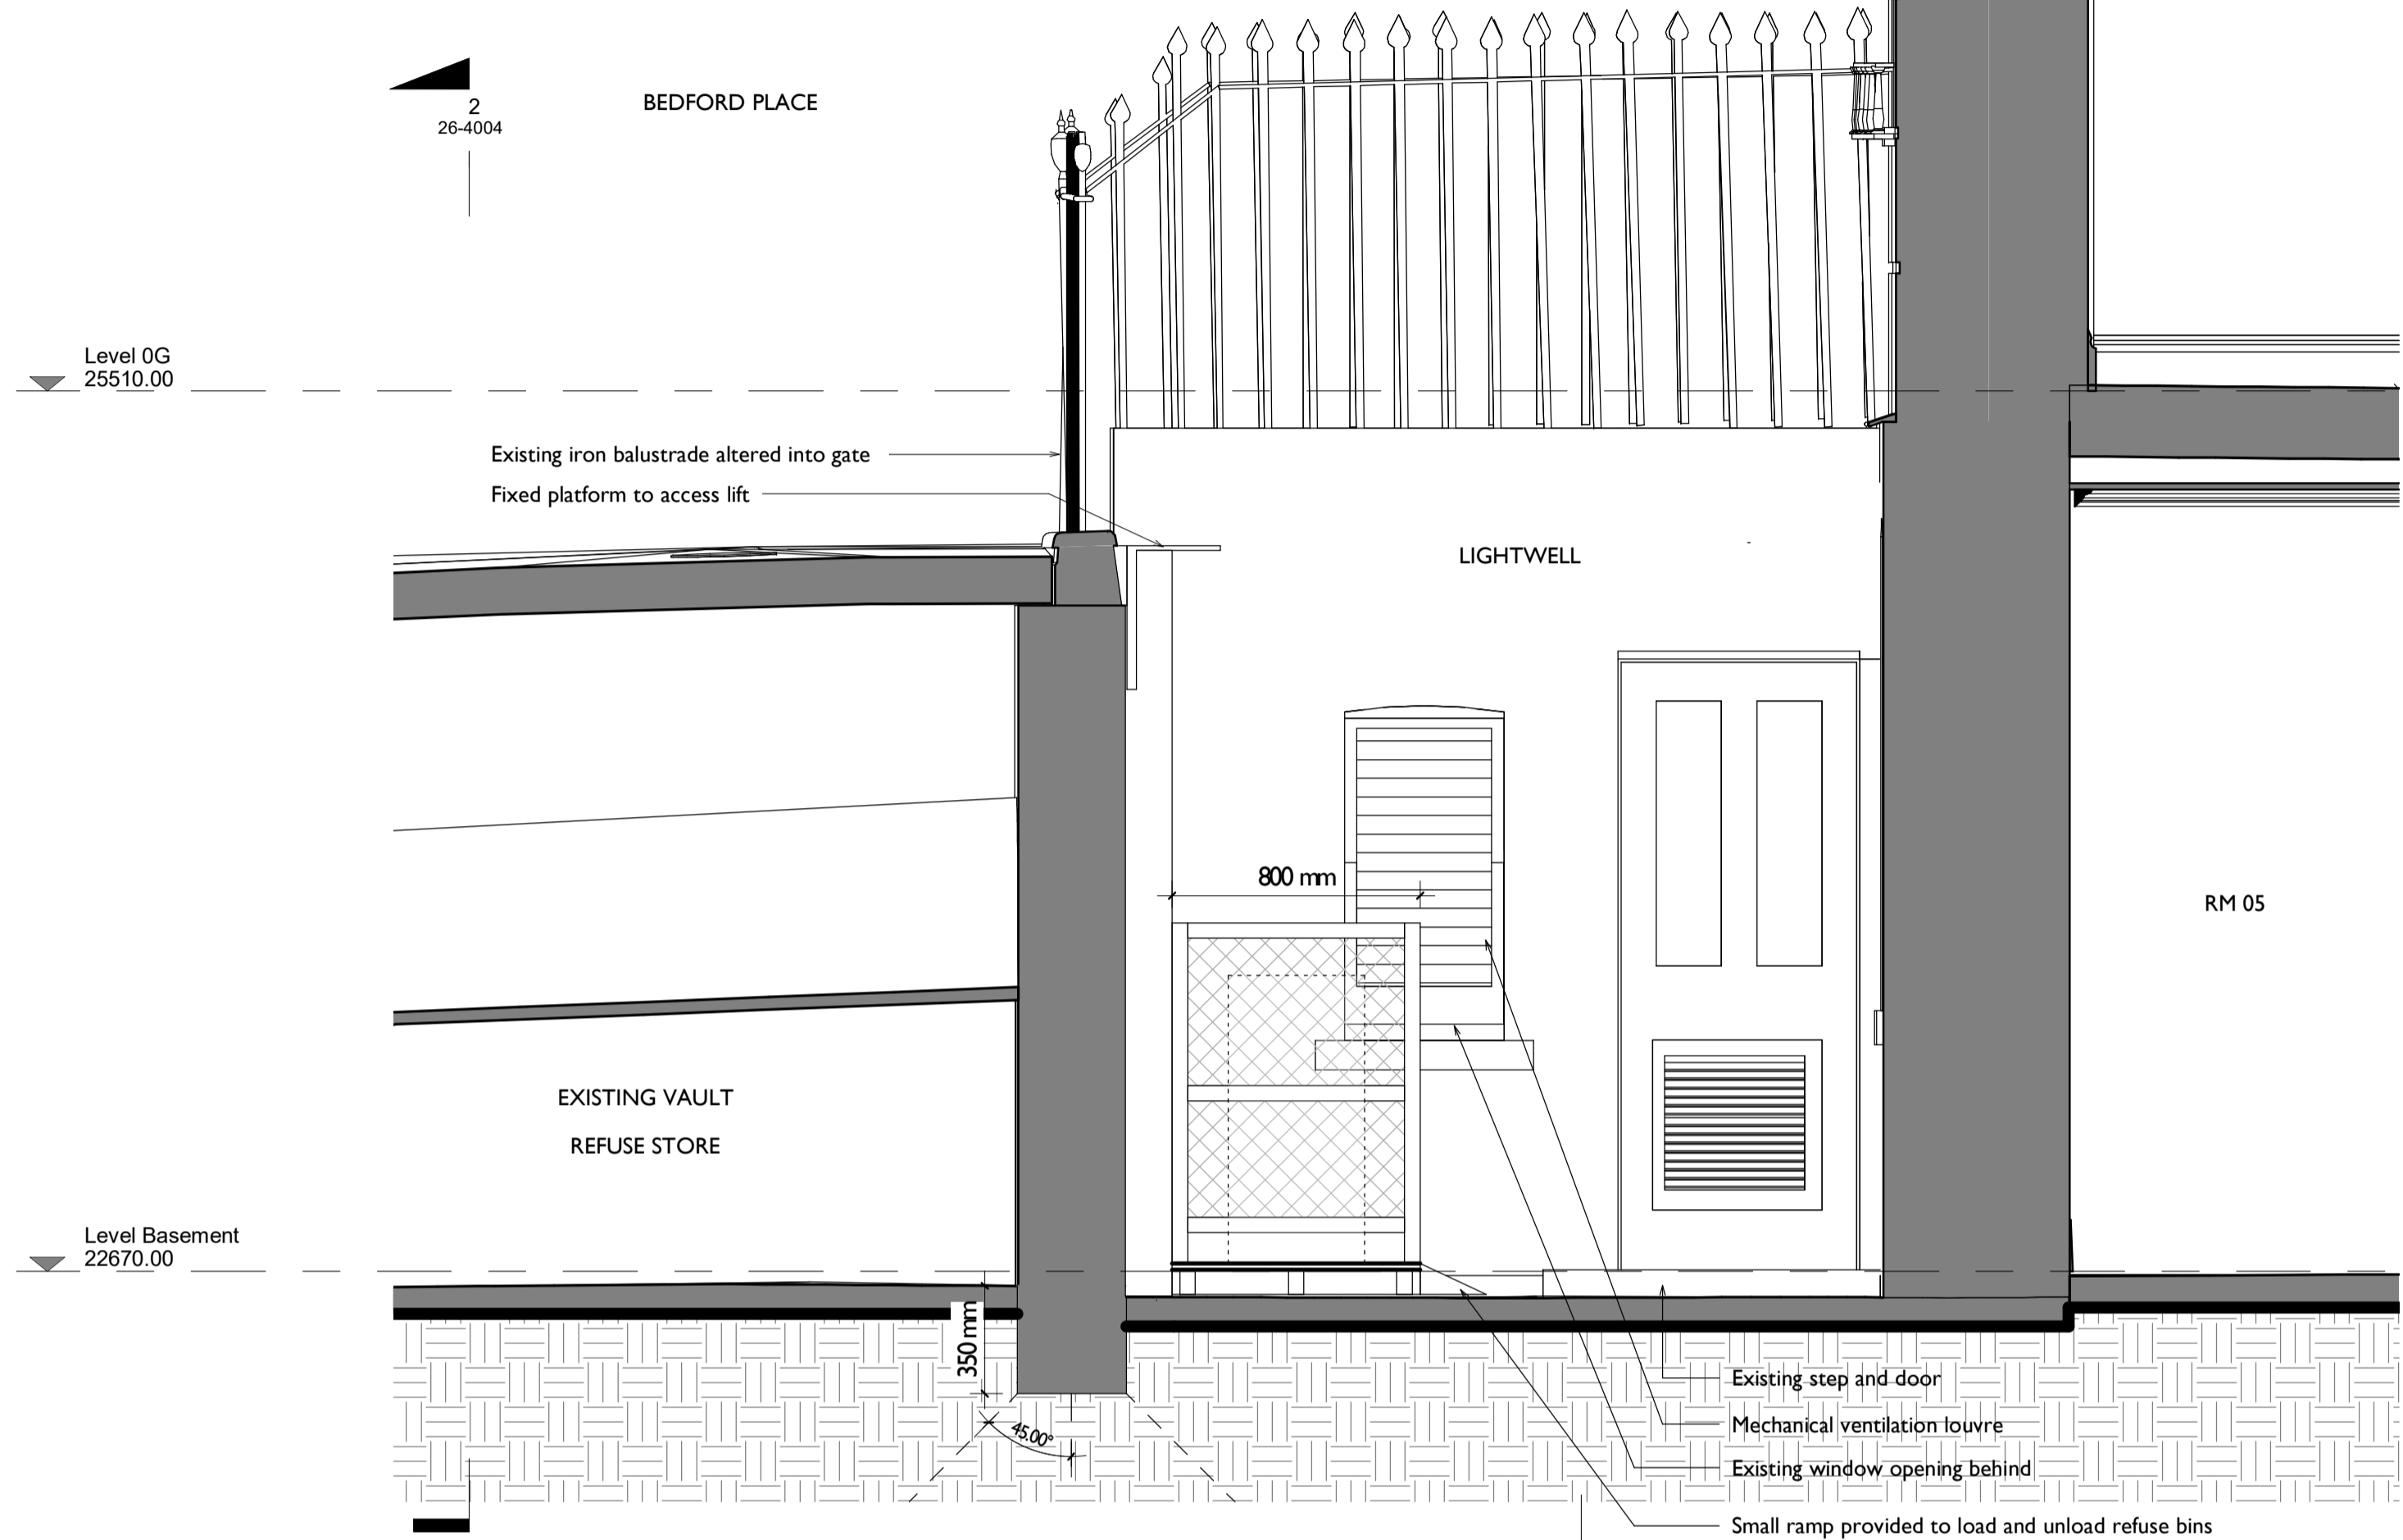 2
26-4004
BEDFORD PLACE
Level 0G
25510.00
Existing iron balustrade altered into gate
Fixed platform to access lift
LIGHTWELL
800 mm
RM 05
EXISTING VAULT
REFUSE STORE
Level Basement
22670.00
350 mm
45.00°
Existing step and door
Mechanical ventilation louvre
Existing window opening behind
Small ramp provided to load and unload refuse bins